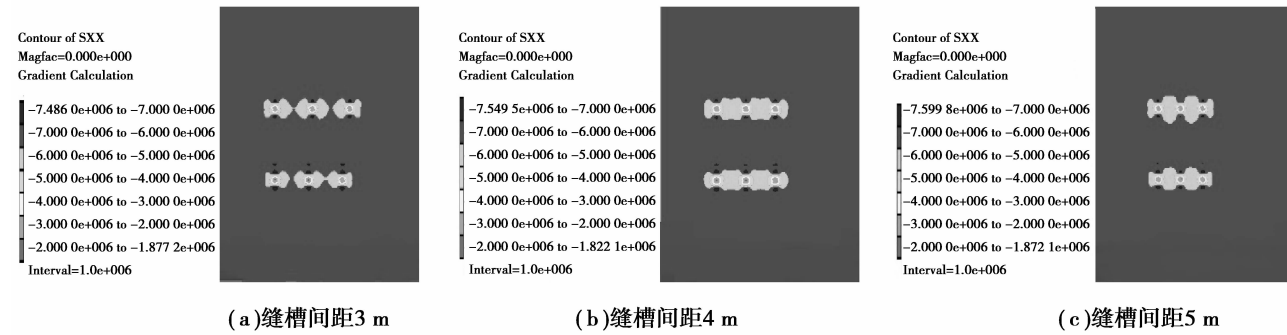 Contour of SXX
Magfac=0.000e+000
Gradient Calculation
-7.486 0e+006 to -7.000 0e+006
-7.000 0e+006 to -6.000 0e+006
-6.000 0e+006 to -5.000 0e+006
-5.000 0e+006 to -4.000 0e+006
-4.000 0e+006 to -3.000 0e+006
-3.000 0e+006 to -2.000 0e+006
-2.000 0e+006 to -1.877 2e+006
Interval=1.0e+006
(a)缝槽间距3 m
Contour of SXX
Magfac=0.000e+000
Gradient Calculation
-7.549 5e+006 to -7.000 0e+006
-7.000 0e+006 to -6.000 0e+006
-6.000 0e+006 to -5.000 0e+006
-5.000 0e+006 to -4.000 0e+006
-4.000 0e+006 to -3.000 0e+006
-3.000 0e+006 to -2.000 0e+006
-2.000 0e+006 to -1.822 1e+006
Interval=1.0e+006
(b)缝槽间距4 m
Contour of SXX
Magfac=0.000e+000
Gradient Calculation
-7.599 8e+006 to -7.000 0e+006
-7.000 0e+006 to -6.000 0e+006
-6.000 0e+006 to -5.000 0e+006
-5.000 0e+006 to -4.000 0e+006
-4.000 0e+006 to -3.000 0e+006
-3.000 0e+006 to -2.000 0e+006
-2.000 0e+006 to -1.872 1e+006
Interval=1.0e+006
(c)缝槽间距5 m